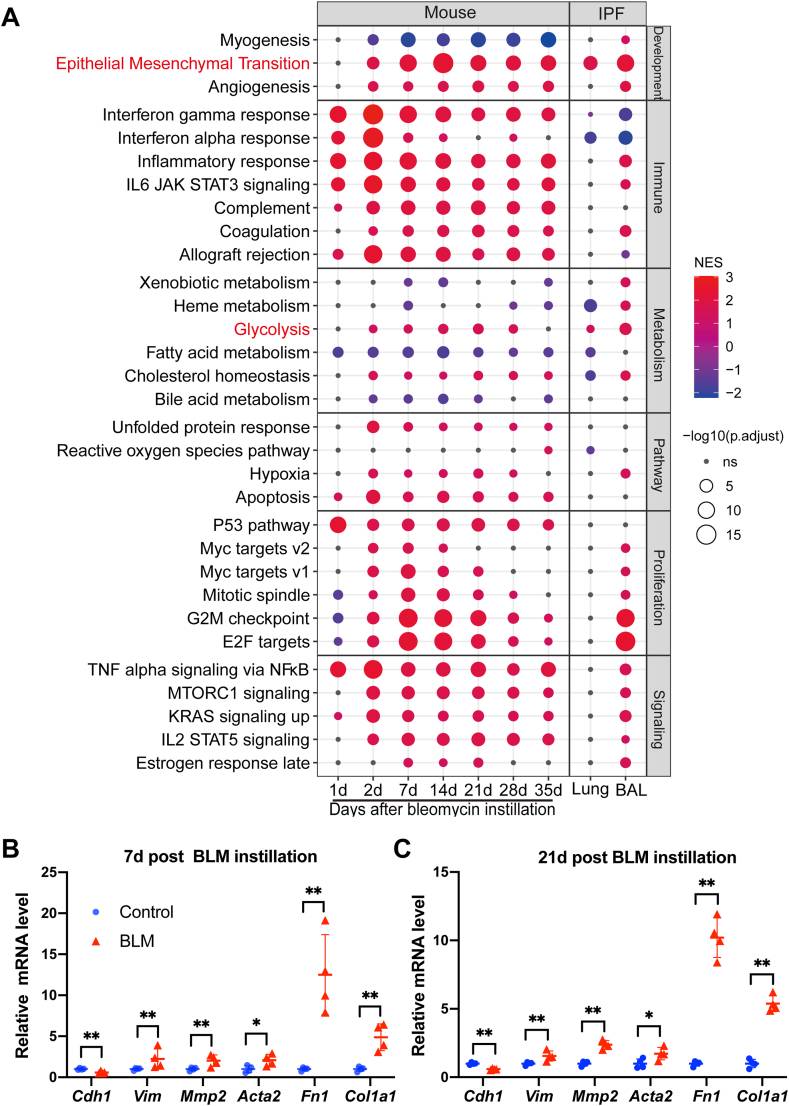 A
Mouse
IPF
Myogenesis
Epithelial Mesenchymal Transition
Angiogenesis
Development
Interferon gamma response
Interferon alpha response
Inflammatory response
IL6 JAK STAT3 signaling
Complement
Coagulation
Allograft rejection
Immune
Xenobiotic metabolism
Heme metabolism
Glycolysis
Fatty acid metabolism
Cholesterol homeostasis
Bile acid metabolism
Metabolism
Unfolded protein response
Reactive oxygen species pathway
Hypoxia
Apoptosis
Pathway
P53 pathway
Myc targets v2
Myc targets v1
Mitotic spindle
G2M checkpoint
E2F targets
Proliferation
TNF alpha signaling via NFκB
MTORC1 signaling
KRAS signaling up
IL2 STAT5 signaling
Estrogen response late
Signaling
1d 2d 7d 14d 21d 28d 35d Lung BAL
Days after bleomycin instillation
NES
3
2
1
0
−1
−2
−log10(p.adjust)
ns
5
10
15
B
7d post BLM instillation
Relative mRNA level
25
20
15
10
5
0
Control
BLM
** ** ** * ** **
Cdh1 Vim Mmp2 Acta2 Fn1 Col1a1
C
21d post BLM instillation
Relative mRNA level
15
10
5
0
** ** ** * ** **
Cdh1 Vim Mmp2 Acta2 Fn1 Col1a1